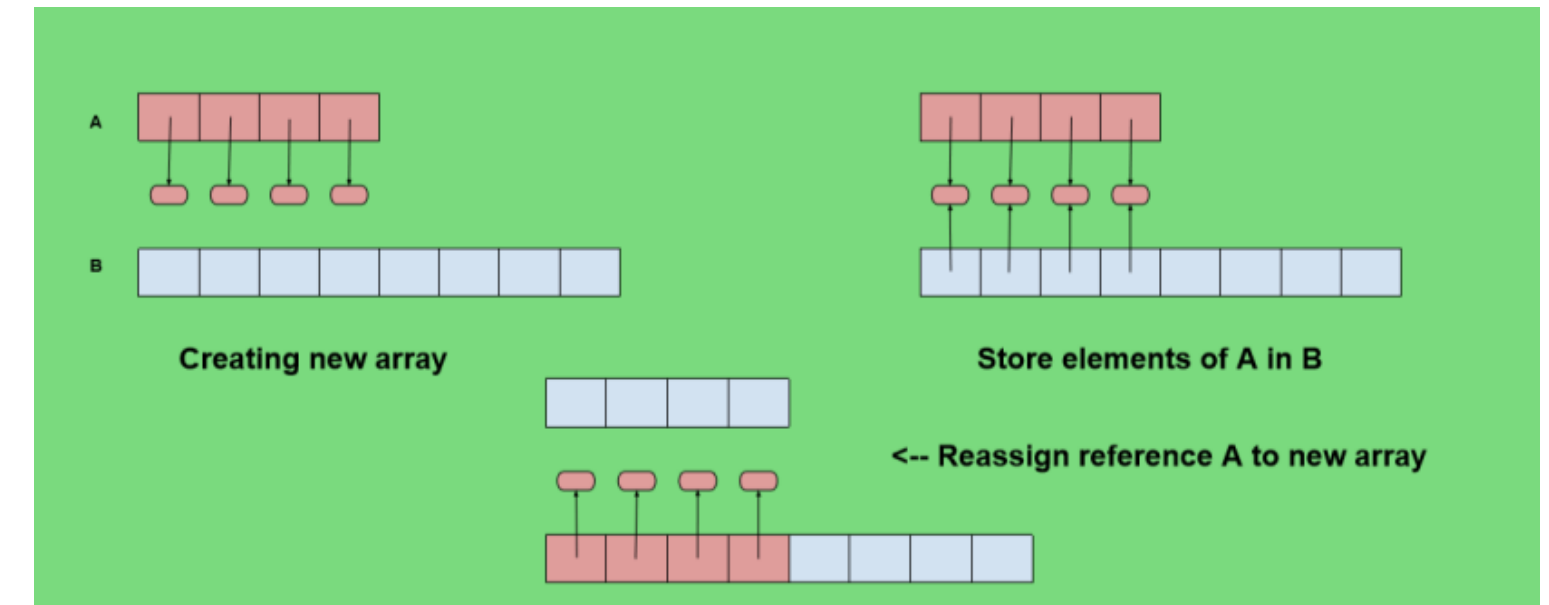 A
B
Creating new array
Store elements of A in B
<-- Reassign reference A to new array